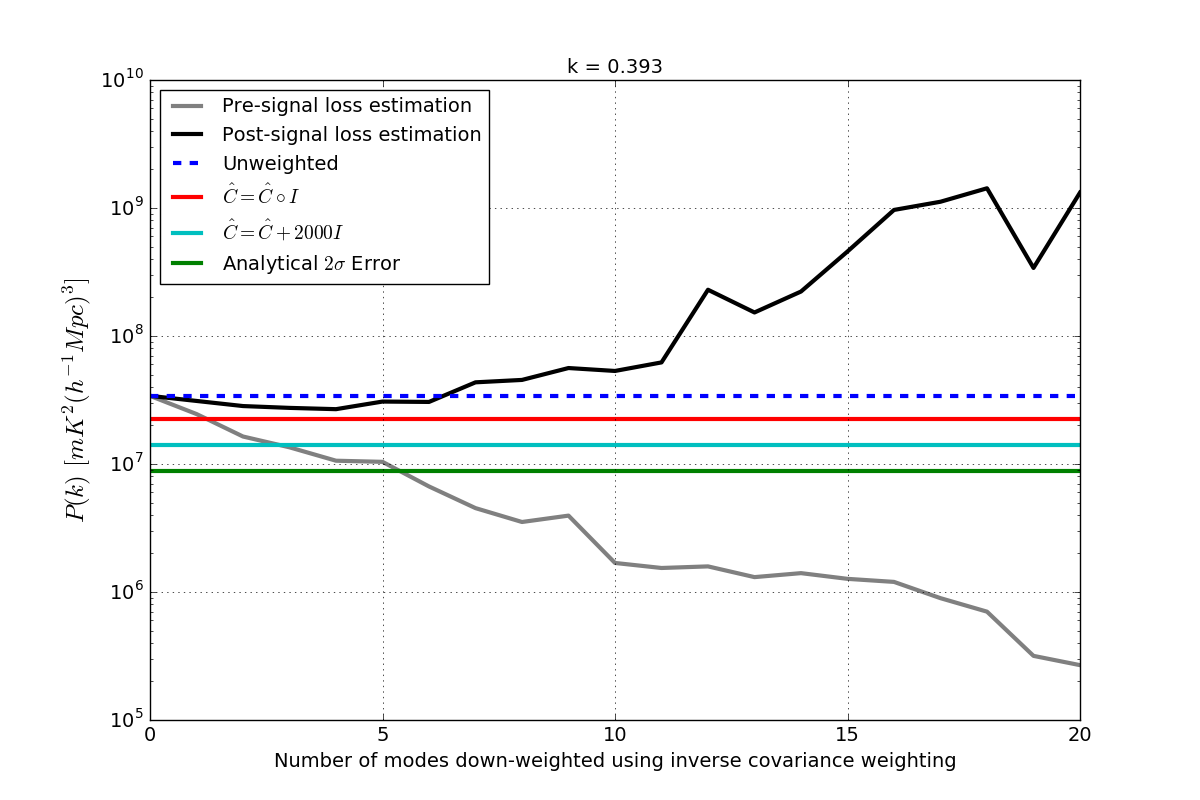 k = 0.393
10^10
10^9
10^8
10^7
10^6
10^5
P(k) [mK^2(h^{-1}Mpc)^3]
Pre-signal loss estimation
Post-signal loss estimation
Unweighted
Ĉ = Ĉ ∘ I
Ĉ = Ĉ + 2000I
Analytical 2σ Error
0 5 10 15 20
Number of modes down-weighted using inverse covariance weighting